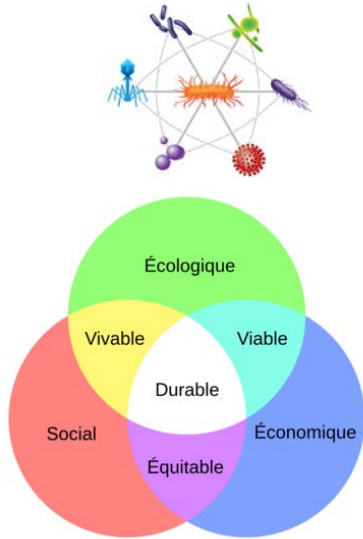 Écologique
Vivable
Viable
Durable
Social
Économique
Équitable